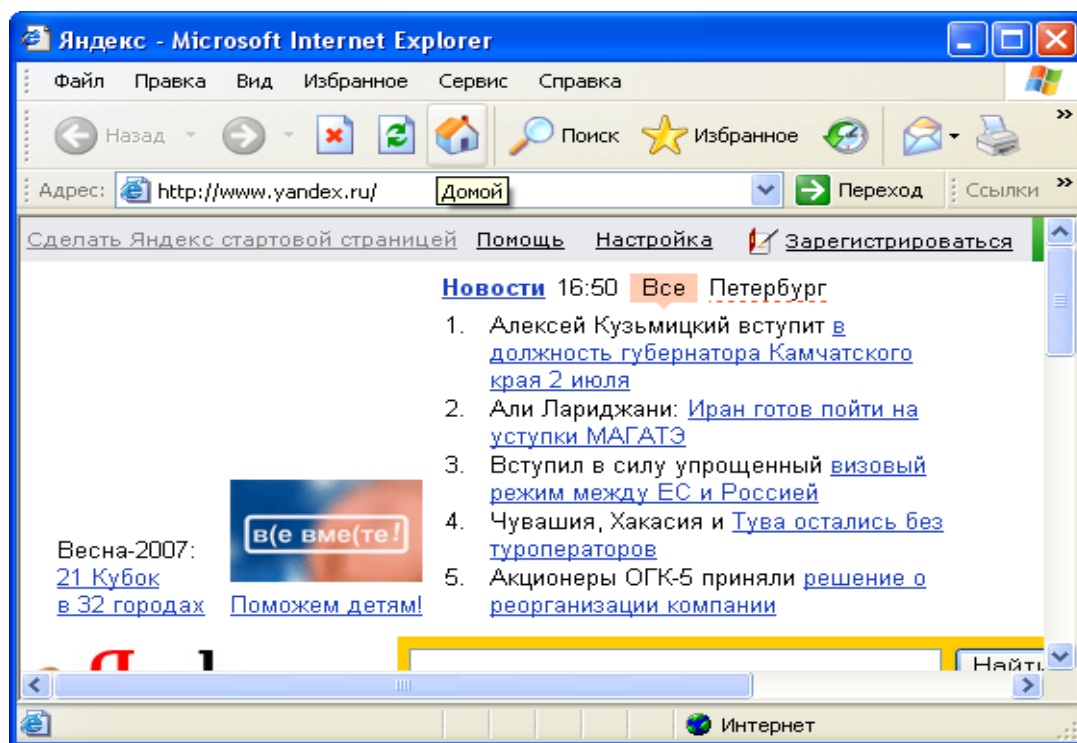 Яндекс - Microsoft Internet Explorer
Файл Правка Вид Избранное Сервис Справка
Назад Поиск Избранное »
Адрес: http://www.yandex.ru/ Переход Ссылки »
Домой
Сделать Яндекс стартовой страницей Помощь Настройка Зарегистрироваться
Новости 16:50 Все Петербург
1. Алексей Кузьмицкий вступит в
должность губернатора Камчатского
края 2 июля
2. Али Лариджани: Иран готов пойти на
уступки МАГАТЭ
3. Вступил в силу упрощенный визовый
режим между ЕС и Россией
4. Чувашия, Хакасия и Тува остались без
туроператоров
5. Акционеры ОГК-5 приняли решение о
реорганизации компании
в(е вме(те!
Весна-2007:
21 Кубок
в 32 городах
Поможем детям!
Интернет